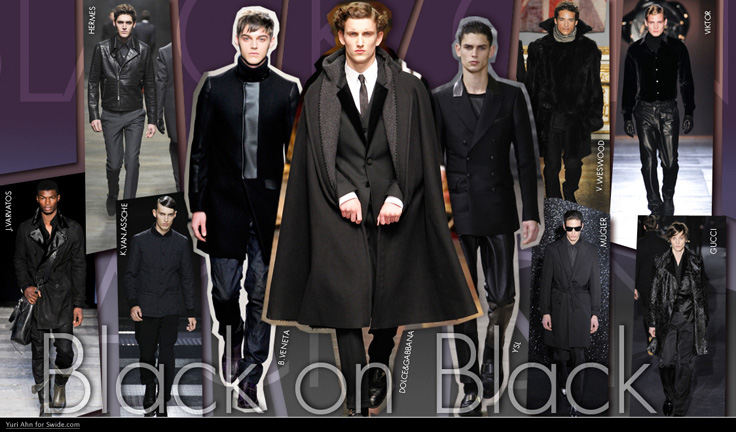 HERMES
J.VARVATOS
K.VAN.ASSCHE
B.VENETA
DOLCE&GABBANA
YSL
V.WESWOOD
MUGLER
VIKTOR
GUCCI
Black on Black
Yuri Ahn for Swide.com